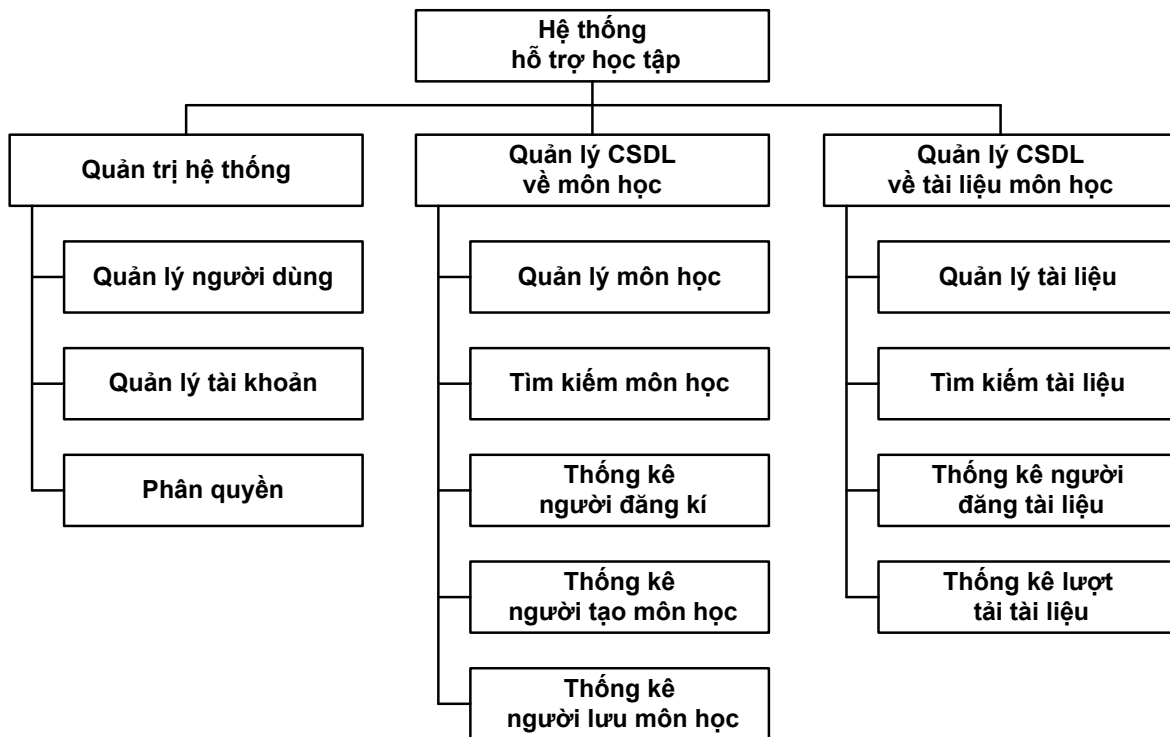 Hệ thống
hỗ trợ học tập
Quản trị hệ thống
Quản lý CSDL
về môn học
Quản lý CSDL
về tài liệu môn học
Quản lý người dùng
Quản lý môn học
Quản lý tài liệu
Quản lý tài khoản
Tìm kiếm môn học
Tìm kiếm tài liệu
Phân quyền
Thống kê
người đăng kí
Thống kê người
đăng tài liệu
Thống kê
người tạo môn học
Thống kê lượt
tải tài liệu
Thống kê
người lưu môn học